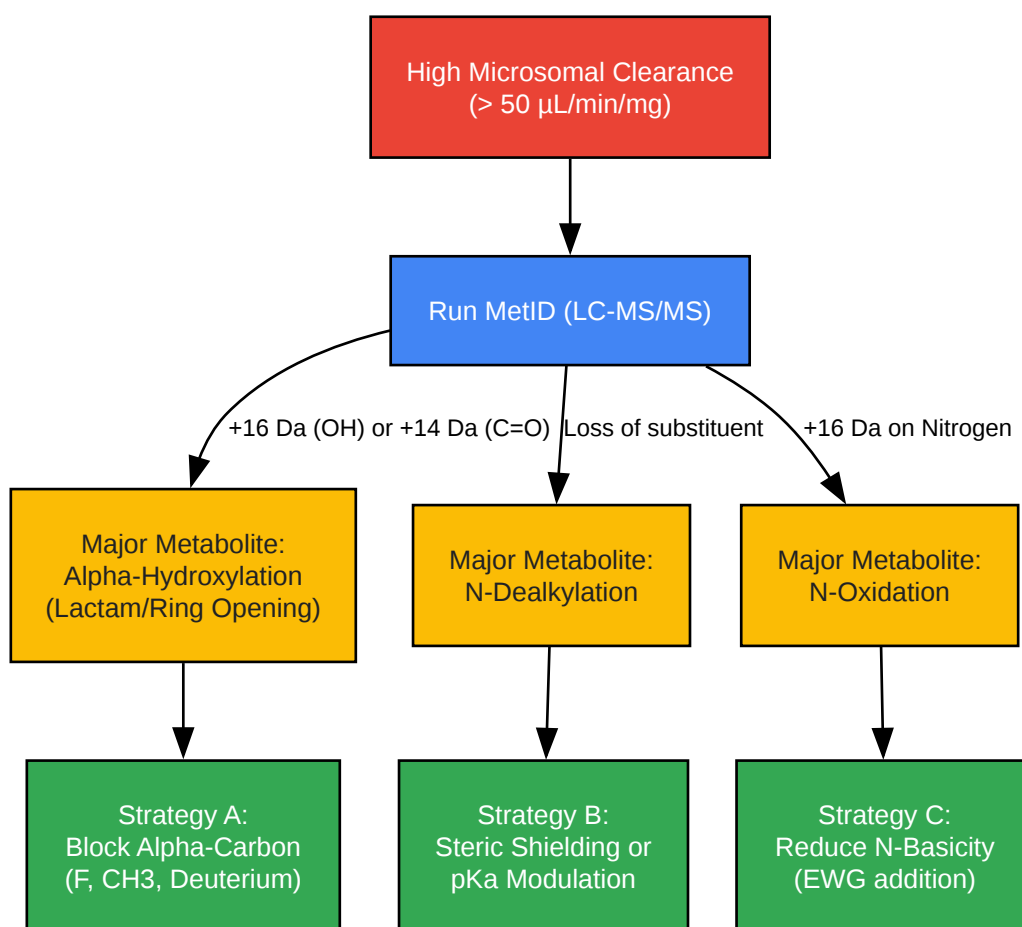 High Microsomal Clearance
(> 50 µL/min/mg)
Run MetID (LC-MS/MS)
+16 Da (OH) or +14 Da (C=O)
Loss of substituent
+16 Da on Nitrogen
Major Metabolite:
Alpha-Hydroxylation
(Lactam/Ring Opening)
Major Metabolite:
N-Dealkylation
Major Metabolite:
N-Oxidation
Strategy A:
Block Alpha-Carbon
(F, CH3, Deuterium)
Strategy B:
Steric Shielding or
pKa Modulation
Strategy C:
Reduce N-Basicity
(EWG addition)